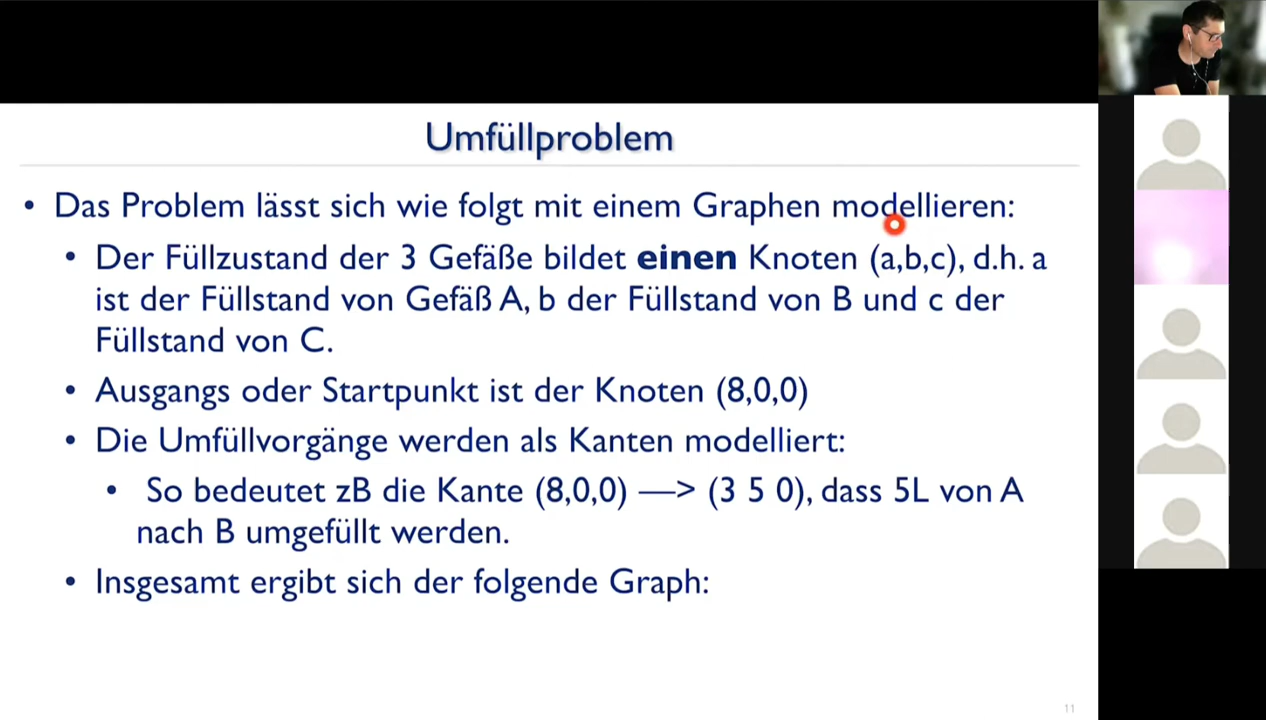 Umfüllproblem
• Das Problem lässt sich wie folgt mit einem Graphen modellieren:
• Der Füllzustand der 3 Gefäße bildet einen Knoten (a,b,c), d.h. a
ist der Füllstand von Gefäß A, b der Füllstand von B und c der
Füllstand von C.
• Ausgangs oder Startpunkt ist der Knoten (8,0,0)
• Die Umfüllvorgänge werden als Kanten modelliert:
• So bedeutet zB die Kante (8,0,0) —> (3 5 0), dass 5L von A
nach B umgefüllt werden.
• Insgesamt ergibt sich der folgende Graph:
11